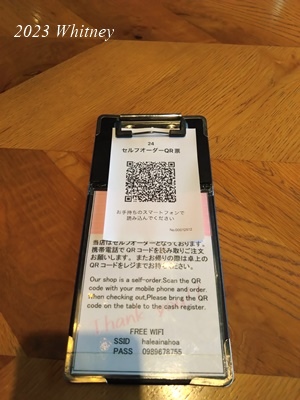 2023 Whitney
24
セルフオーダーQR票
お手持ちのスマートフォンで
読み込んでください
当店はセルフオーダーとなっております。
携帯電話でQRコードを読み取りご注文
お願いします。またお帰りの際は卓上の
QRコードをレジまでお持ちください。
Our shop is a self-order.Scan the QR
code with your mobile phone and order
when checking out,Please bring the QR
code on the table to the cash register.
Thank
FREE WIFI
SSID haleainahoa
PASS 0989678755